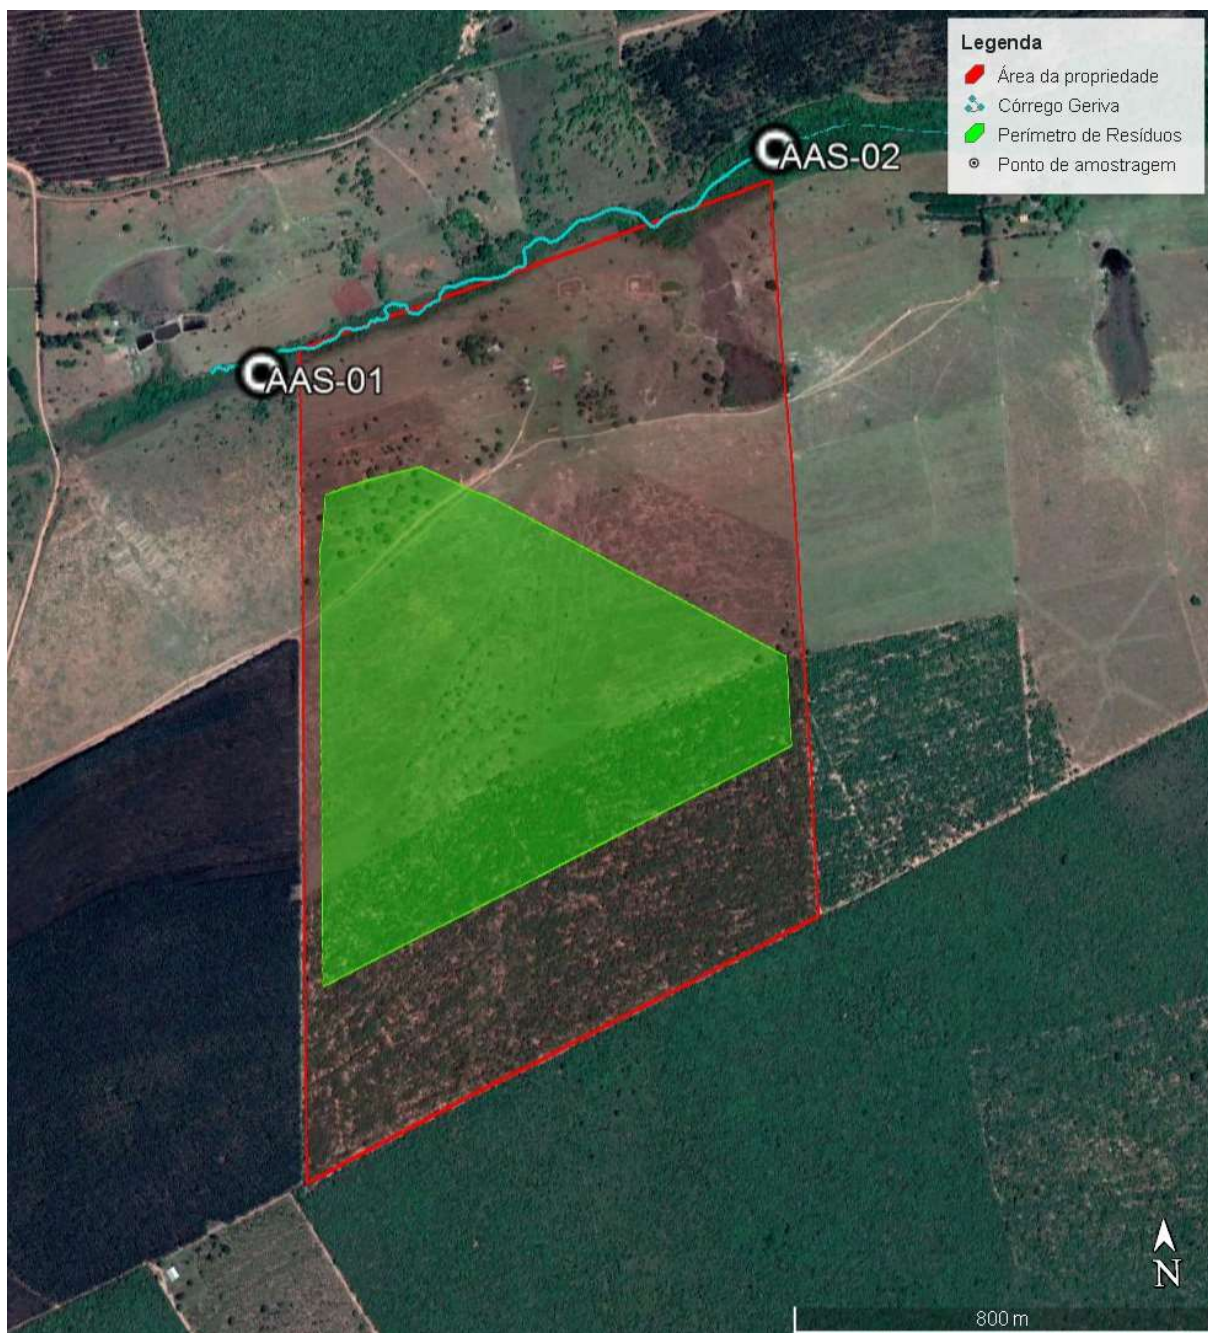 Legenda
Área da propriedade
Córrego Geriva
Perímetro de Resíduos
Ponto de amostragem
AAS-02
AAS-01
N
800 m